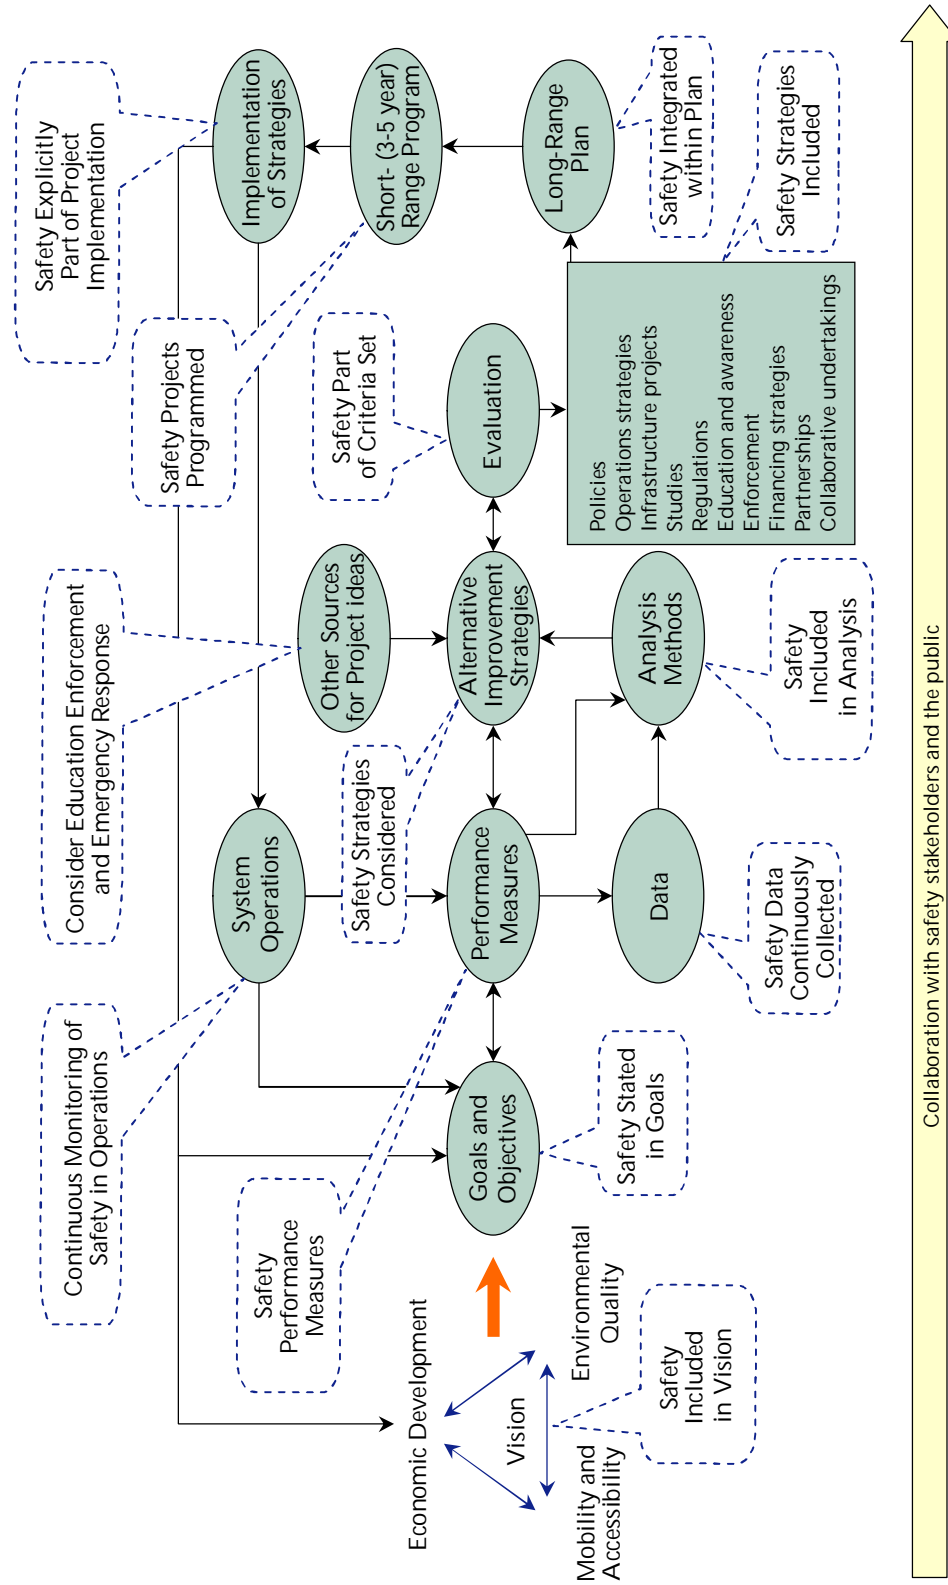 Continuous Monitoring of
Safety in Operations
Consider Education Enforcement
and Emergency Response
Safety Explicitly
Part of Project
Implementation
Safety Projects
Programmed
System
Operations
Implementation
of Strategies
Safety
Performance
Measures
Safety Strategies
Considered
Other Sources
for Project ideas
Safety Part
of Criteria Set
Short- (3-5 year)
Range Program
Economic Development
Vision
Mobility and
Accessibility
Environmental
Quality
Goals and
Objectives
Performance
Measures
Alternative
Improvement
Strategies
Evaluation
Long-Range
Plan
Safety
Included
in Vision
Safety Stated
in Goals
Data
Analysis
Methods
Policies
Operations strategies
Infrastructure projects
Studies
Regulations
Education and awareness
Enforcement
Financing strategies
Partnerships
Collaborative undertakings
Safety Integrated
within Plan
Safety Data
Continuously
Collected
Safety
Included
in Analysis
Safety Strategies
Included
Collaboration with safety stakeholders and the public